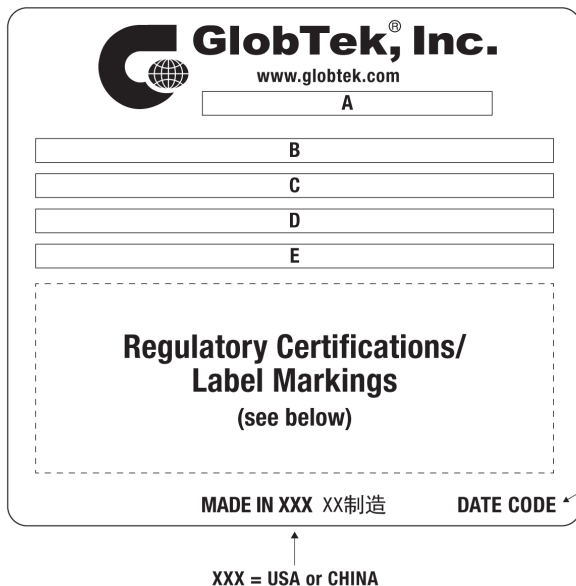 GlobTek®, Inc.
www.globtek.com
A
B
C
D
E
Regulatory Certifications/
Label Markings
(see below)
MADE IN XXX XX制造 DATE CODE
XXX = USA or CHINA